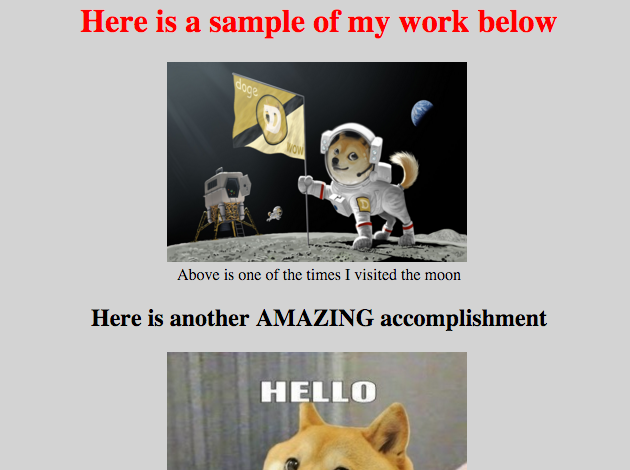 Here is a sample of my work below
doge
wow
Above is one of the times I visited the moon
Here is another AMAZING accomplishment
HELLO